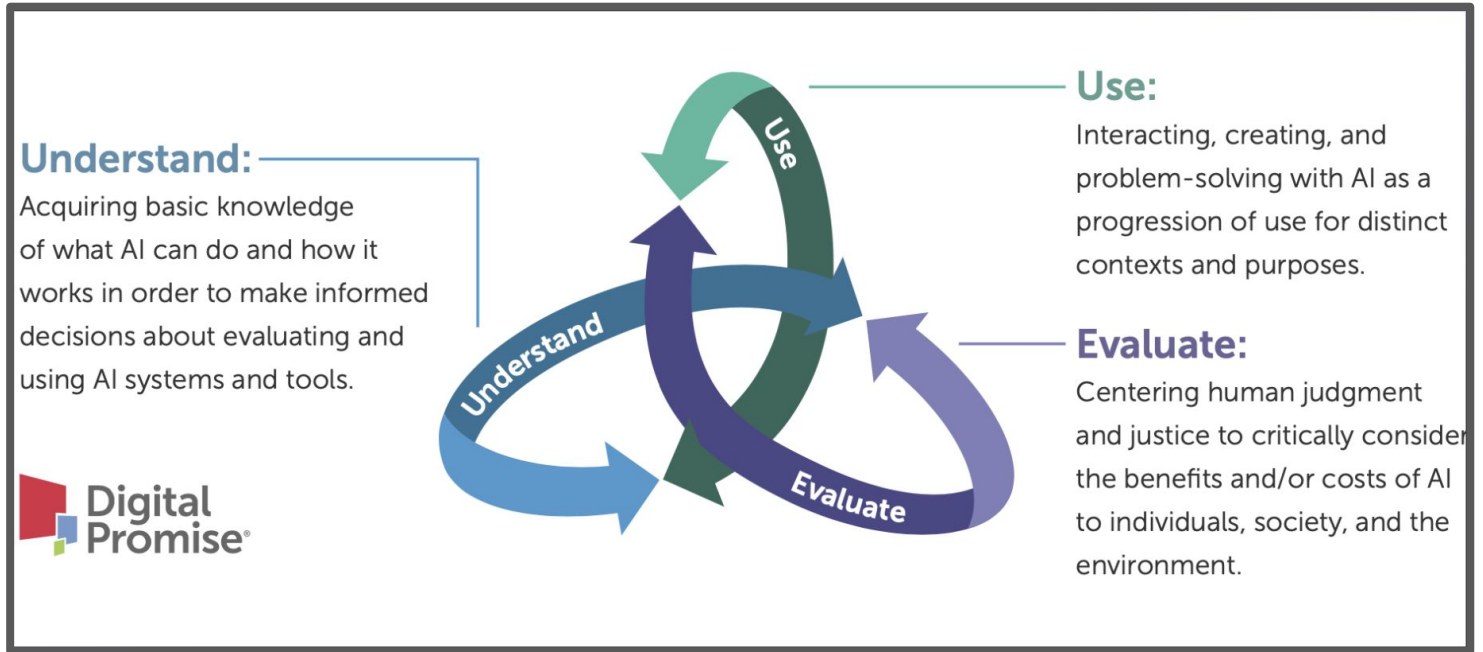 Understand:
Acquiring basic knowledge
of what AI can do and how it
works in order to make informed
decisions about evaluating and
using AI systems and tools.
Digital
Promise®
Use
Understand
Evaluate
Use:
Interacting, creating, and
problem-solving with AI as a
progression of use for distinct
contexts and purposes.
Evaluate:
Centering human judgment
and justice to critically consider
the benefits and/or costs of AI
to individuals, society, and the
environment.